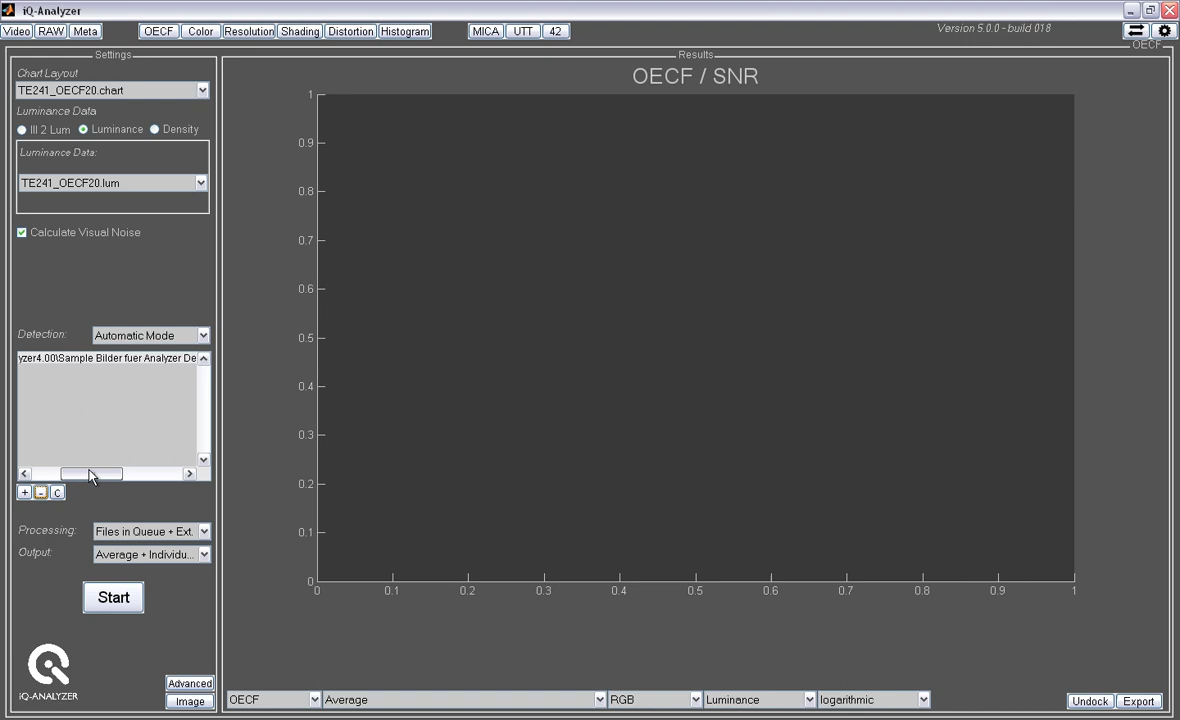 iQ-Analyzer
Video RAW Meta OECF Color Resolution Shading Distortion Histogram MICA UTT 42 Version 5.0.0 - build 018
OECF
Settings
Results
Chart Layout
TE241_OECF20.chart
Luminance Data
Ill 2 Lum Luminance Density
Luminance Data:
TE241_OECF20.lum
Calculate Visual Noise
Detection: Automatic Mode
yzer4.00\Sample Bilder fuer Analyzer De
+ - c
Processing: Files in Queue + Ext.
Output: Average + Individu...
Start
iQ-ANALYZER
Advanced
Image
OECF / SNR
1
0.9
0.8
0.7
0.6
0.5
0.4
0.3
0.2
0.1
0
0 0.1 0.2 0.3 0.4 0.5 0.6 0.7 0.8 0.9 1
OECF Average RGB Luminance logarithmic Undock Export